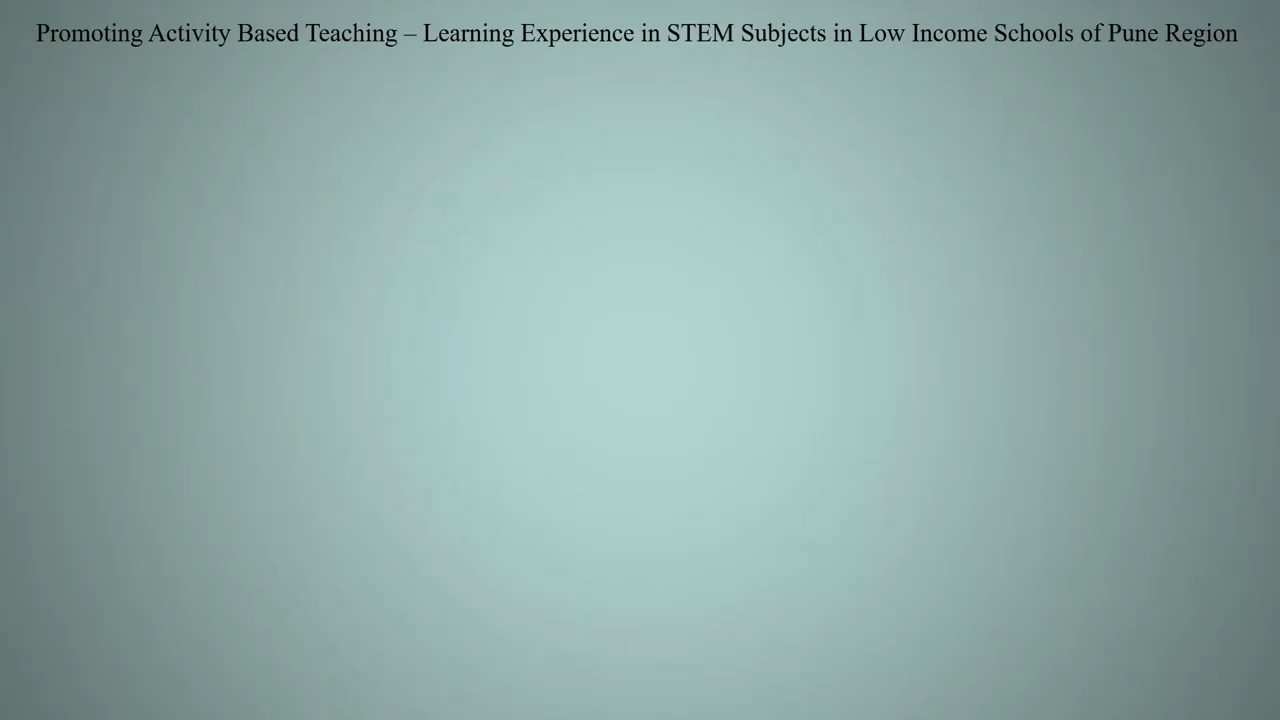 Promoting Activity Based Teaching – Learning Experience in STEM Subjects in Low Income Schools of Pune Region